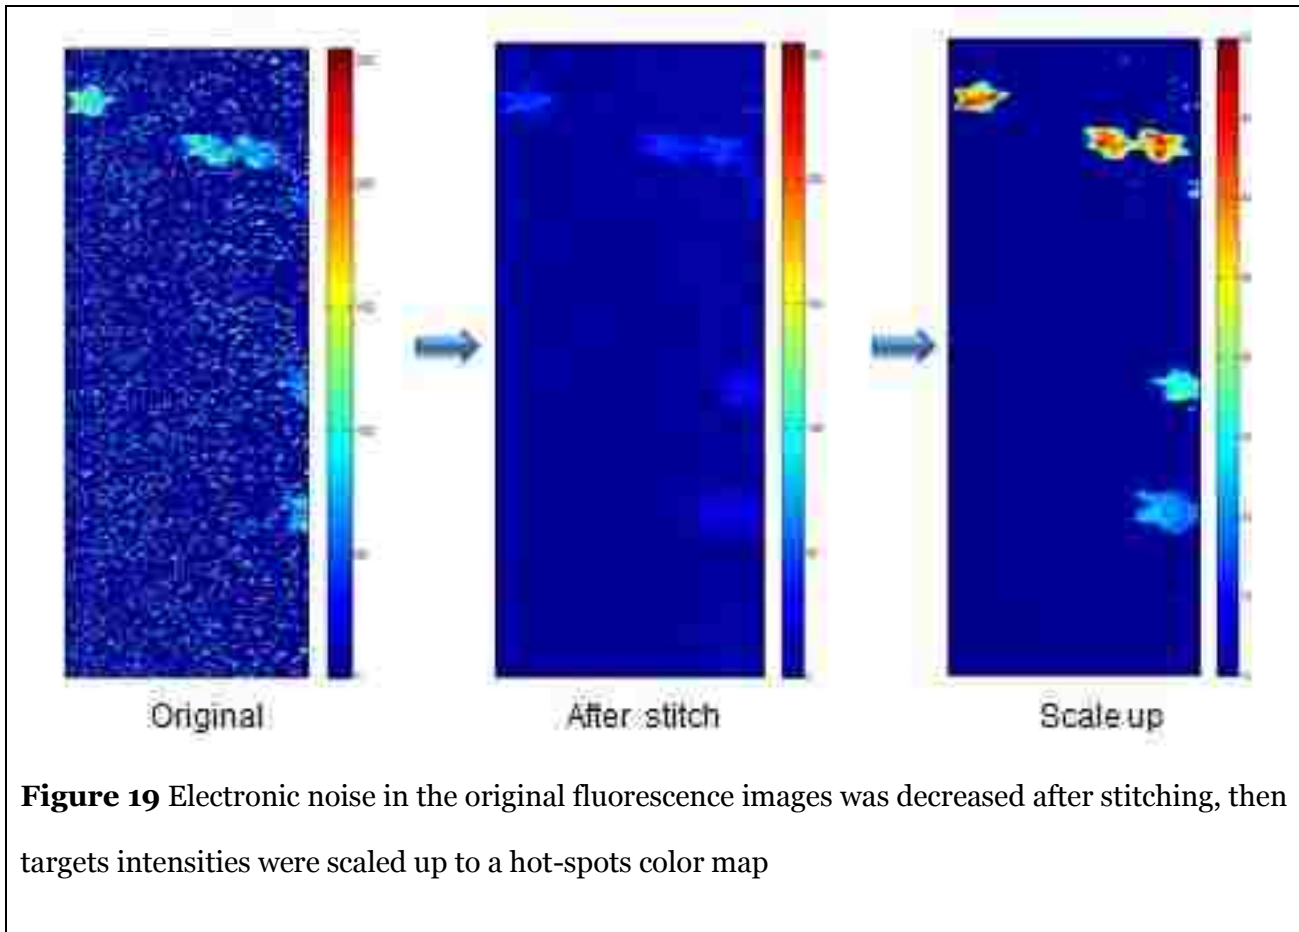 Original
After stitch
Scale up
Figure 19 Electronic noise in the original fluorescence images was decreased after stitching, then
targets intensities were scaled up to a hot-spots color map